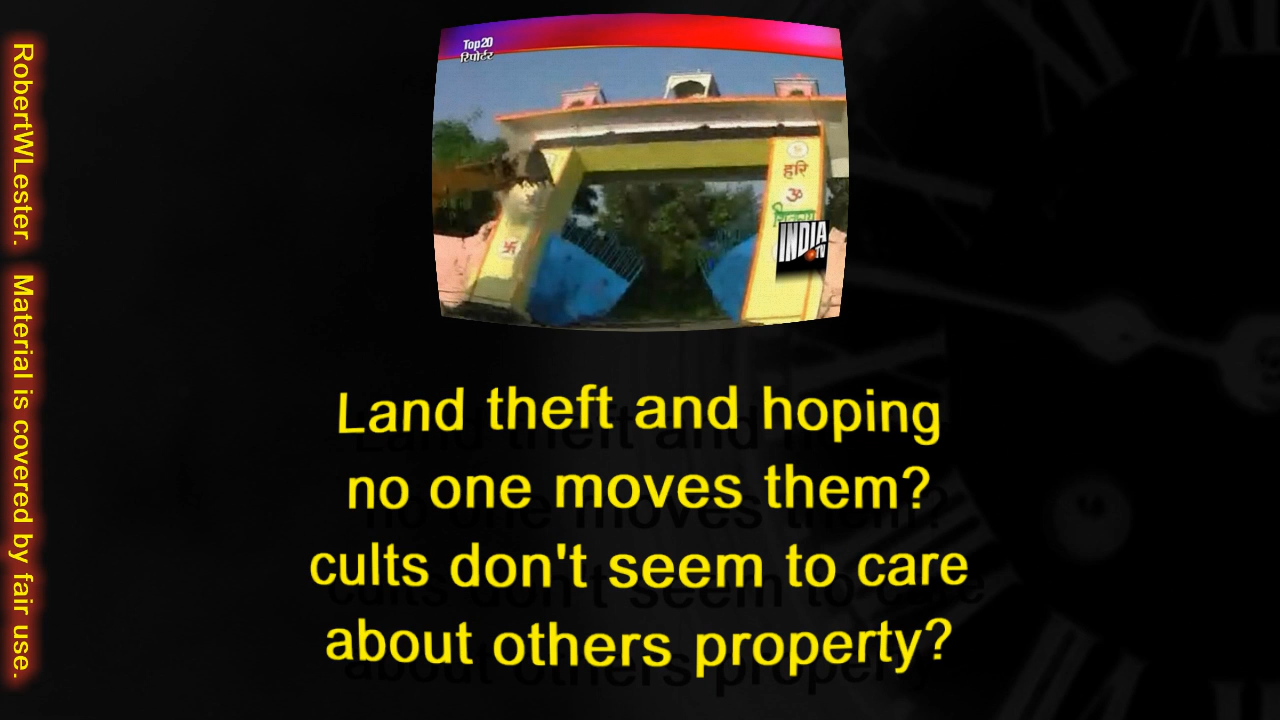 Top20
रिपोर्टर
हरि
ॐ
INDIA
TV
Land theft and hoping
no one moves them?
cults don't seem to care
about others property?
RobertWLester. Material is covered by fair use.